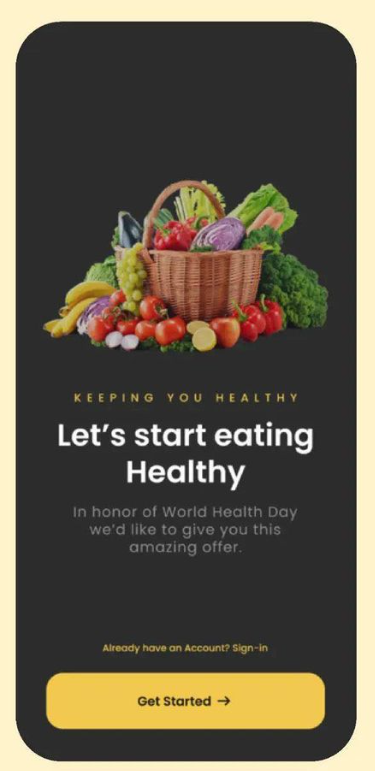 KEEPING YOU HEALTHY
Let's start eating
Healthy
In honor of World Health Day
we'd like to give you this
amazing offer.
Already have an Account? Sign-in
Get Started →